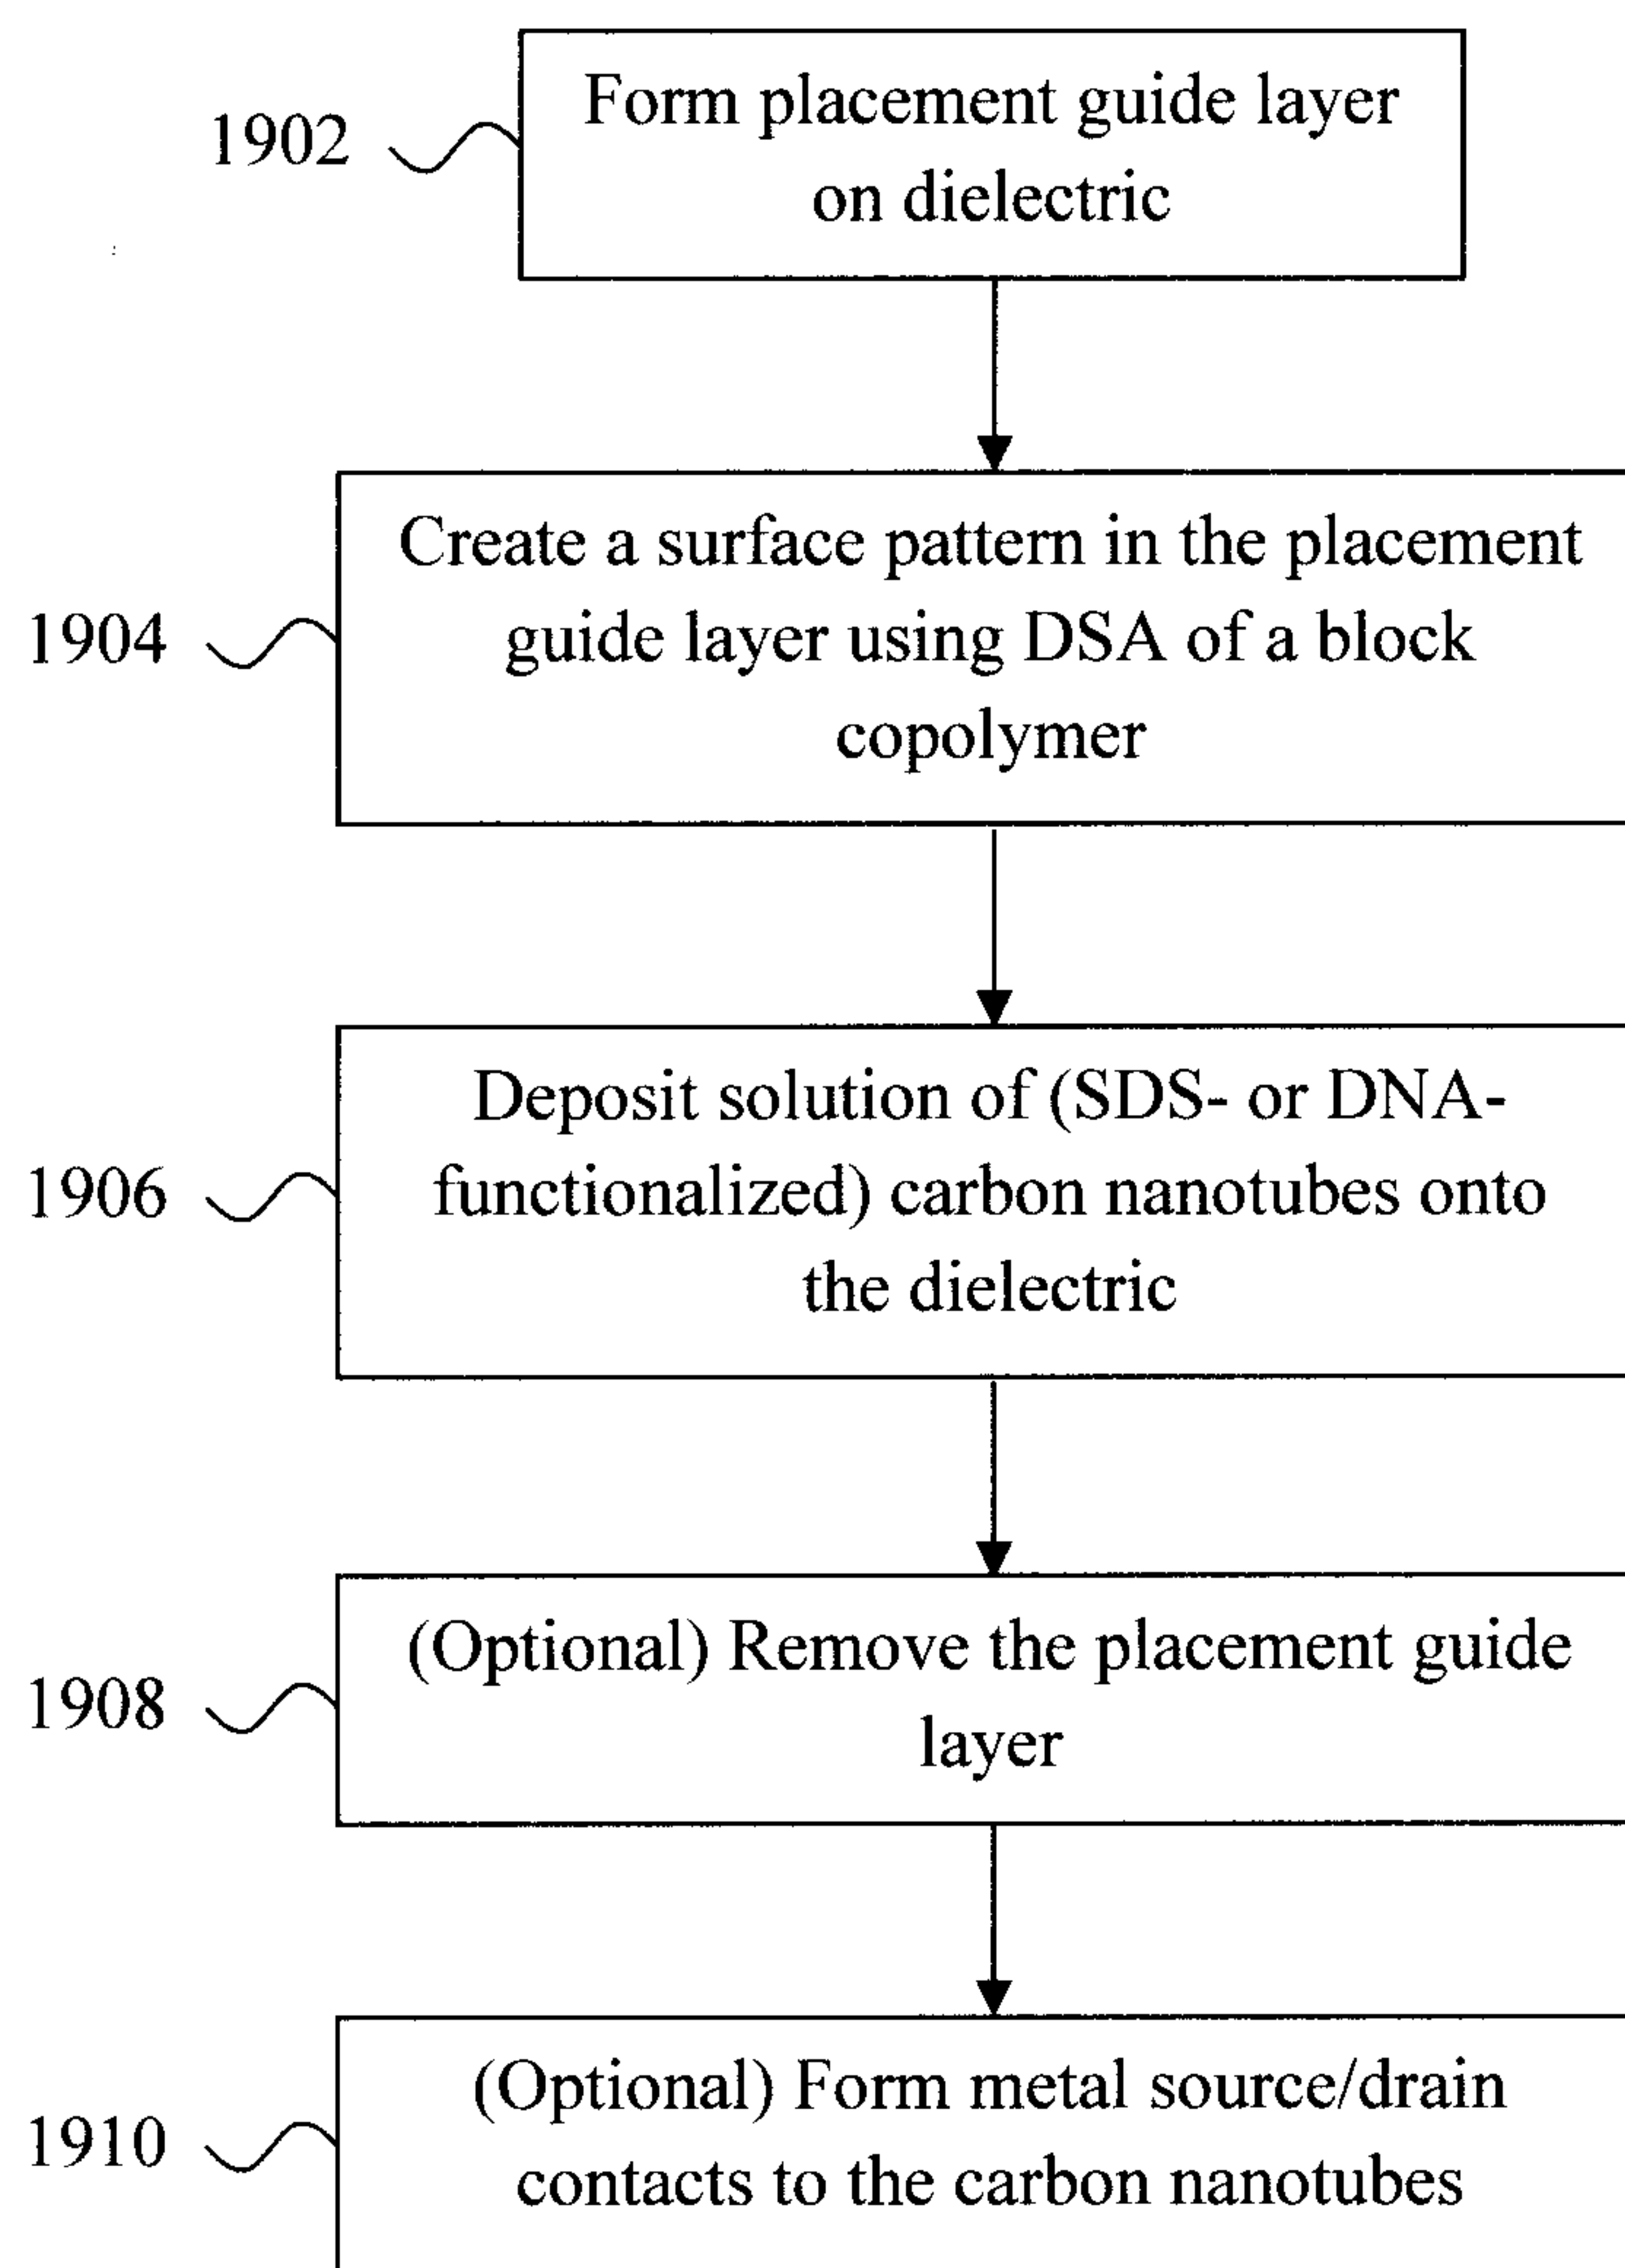 1902
Form placement guide layer
on dielectric
1904
Create a surface pattern in the placement
guide layer using DSA of a block
copolymer
1906
Deposit solution of (SDS- or DNA-
functionalized) carbon nanotubes onto
the dielectric
1908
(Optional) Remove the placement guide
layer
1910
(Optional) Form metal source/drain
contacts to the carbon nanotubes